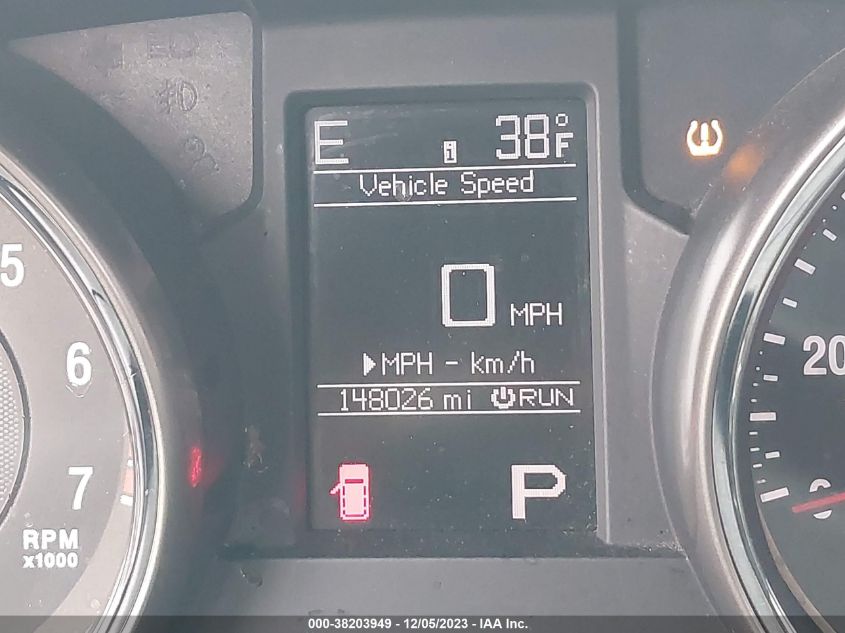 E i 38°F
Vehicle Speed
0 MPH
▶MPH - km/h
148026 mi RUN
P
5
6
7
RPM
x1000
20
0
000-38203949 - 12/05/2023 - IAA Inc.